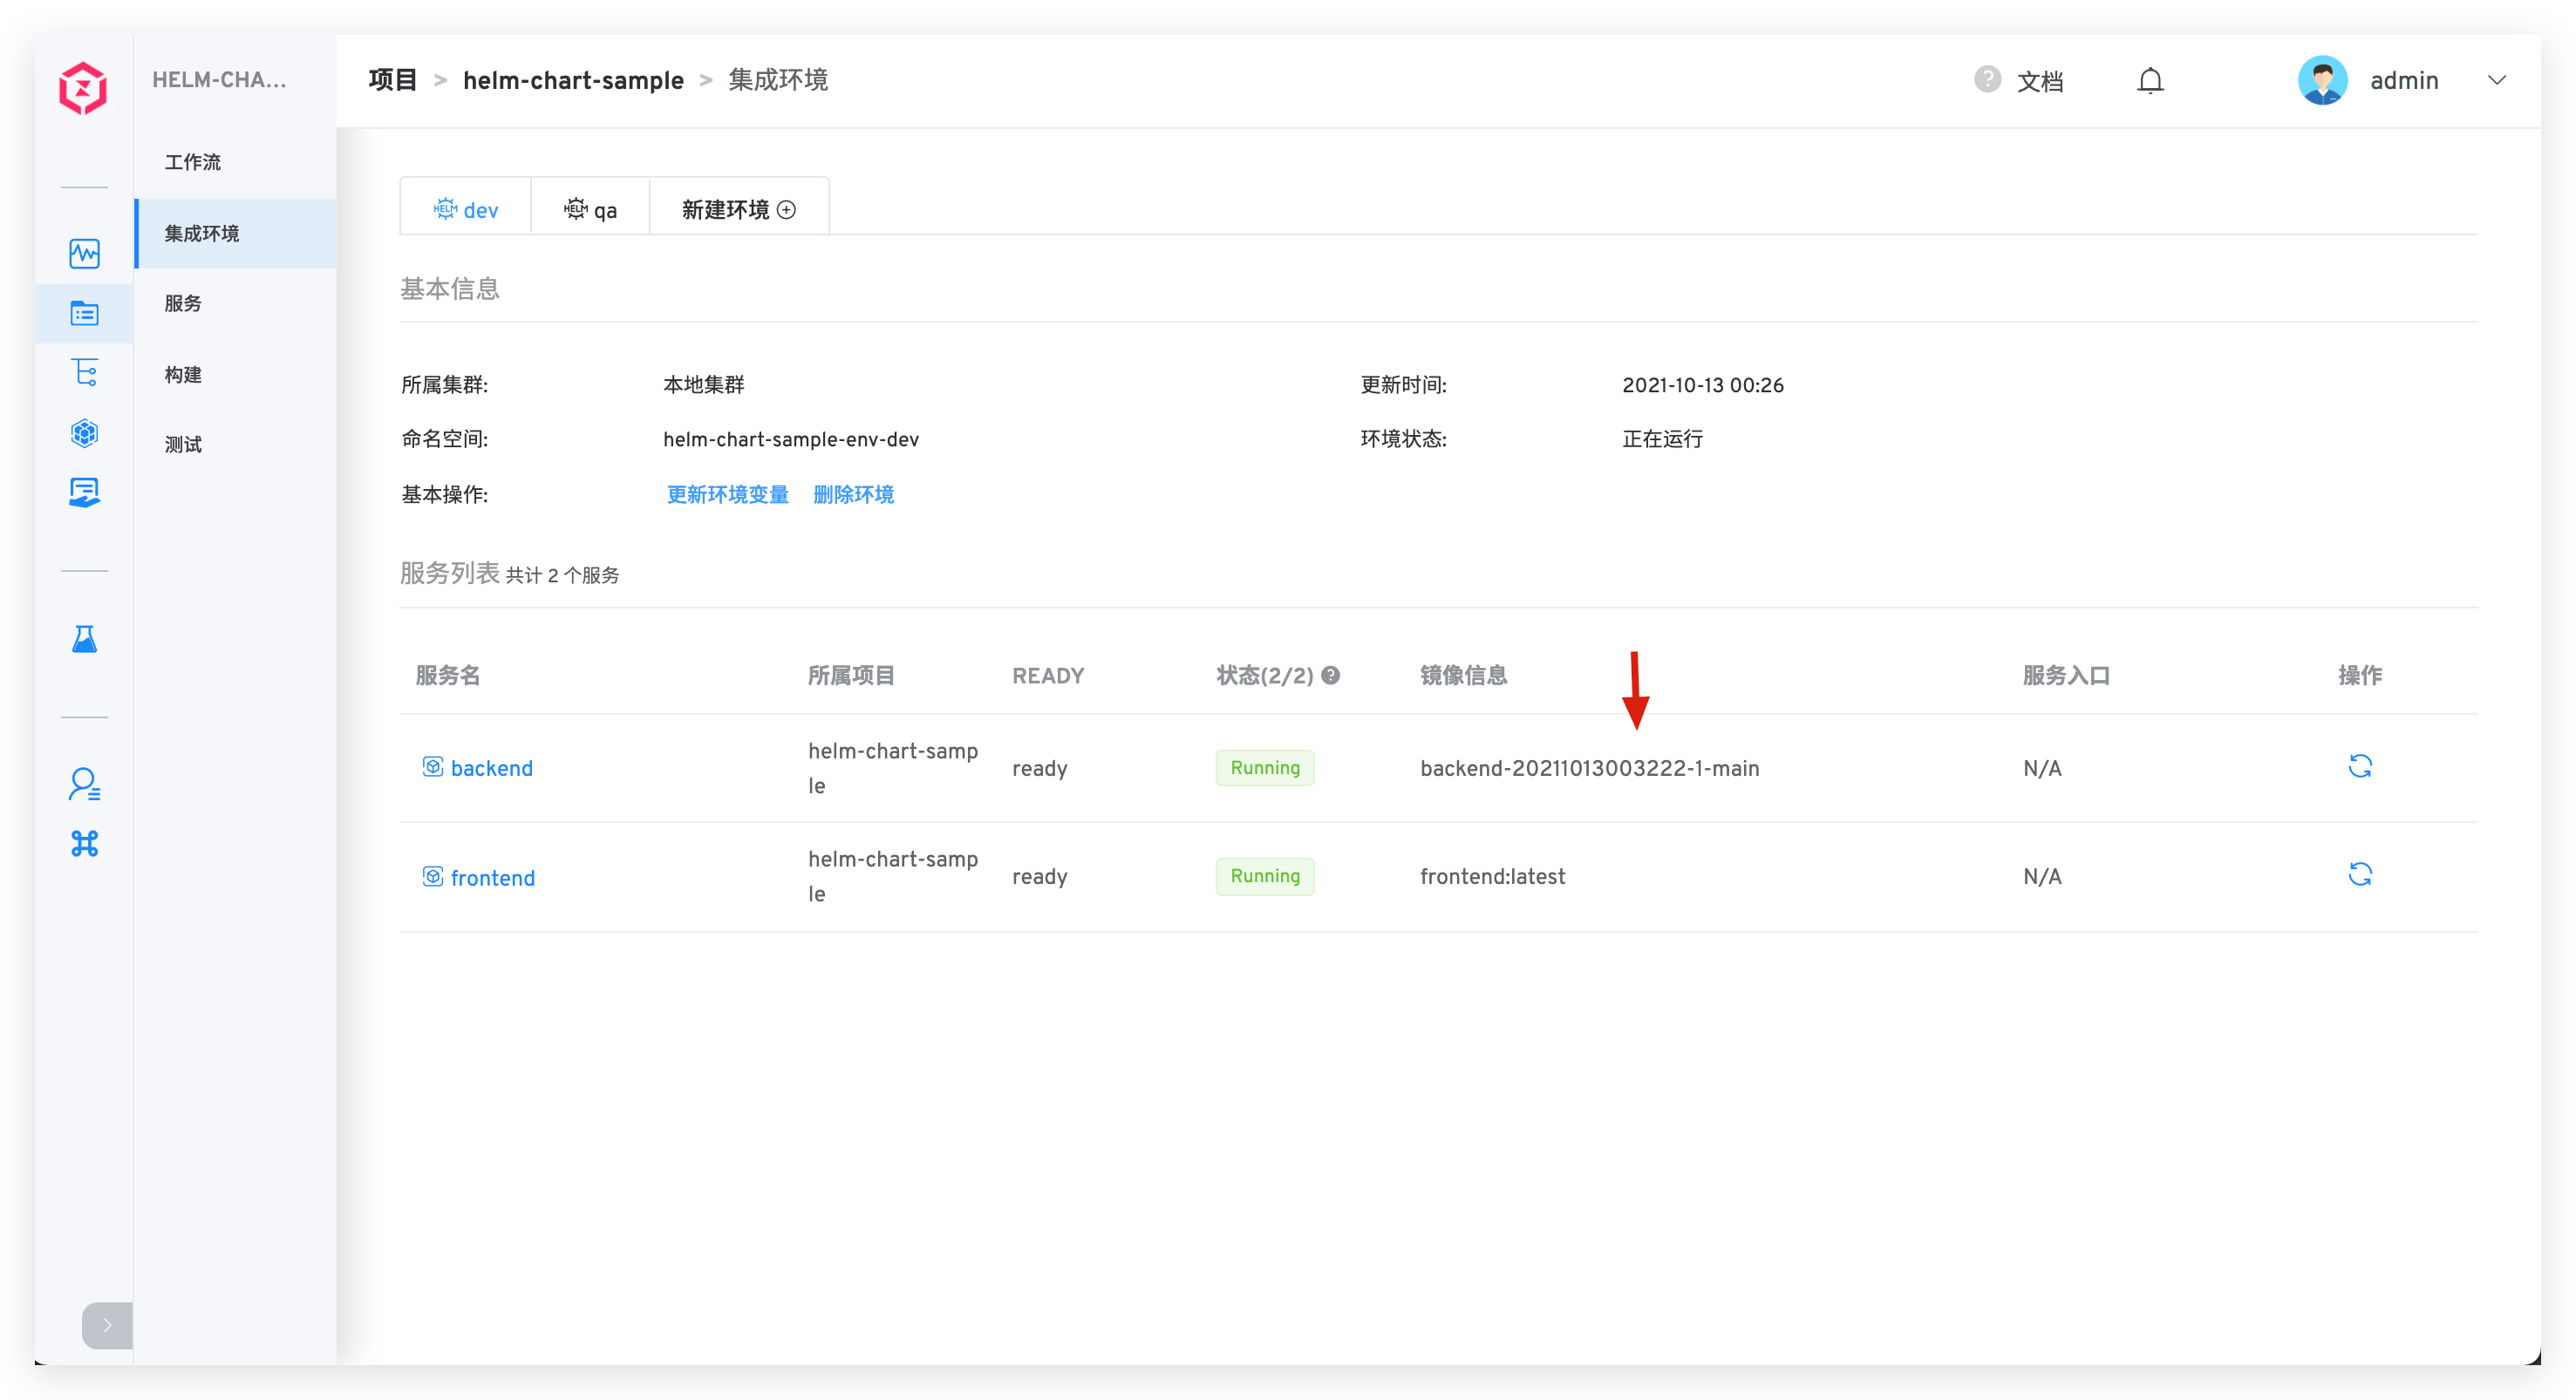 HELM-CHA...
项目 > helm-chart-sample > 集成环境
文档
admin
工作流
集成环境
服务
构建
测试
HELM dev
HELM qa
新建环境
基本信息
所属集群: 本地集群
更新时间: 2021-10-13 00:26
命名空间: helm-chart-sample-env-dev
环境状态: 正在运行
基本操作: 更新环境变量 删除环境
服务列表 共计 2 个服务
服务名 所属项目 READY 状态(2/2) 镜像信息 服务入口 操作
backend helm-chart-samp ready Running backend-20211013003222-1-main N/A
le
frontend helm-chart-samp ready Running frontend:latest N/A
le